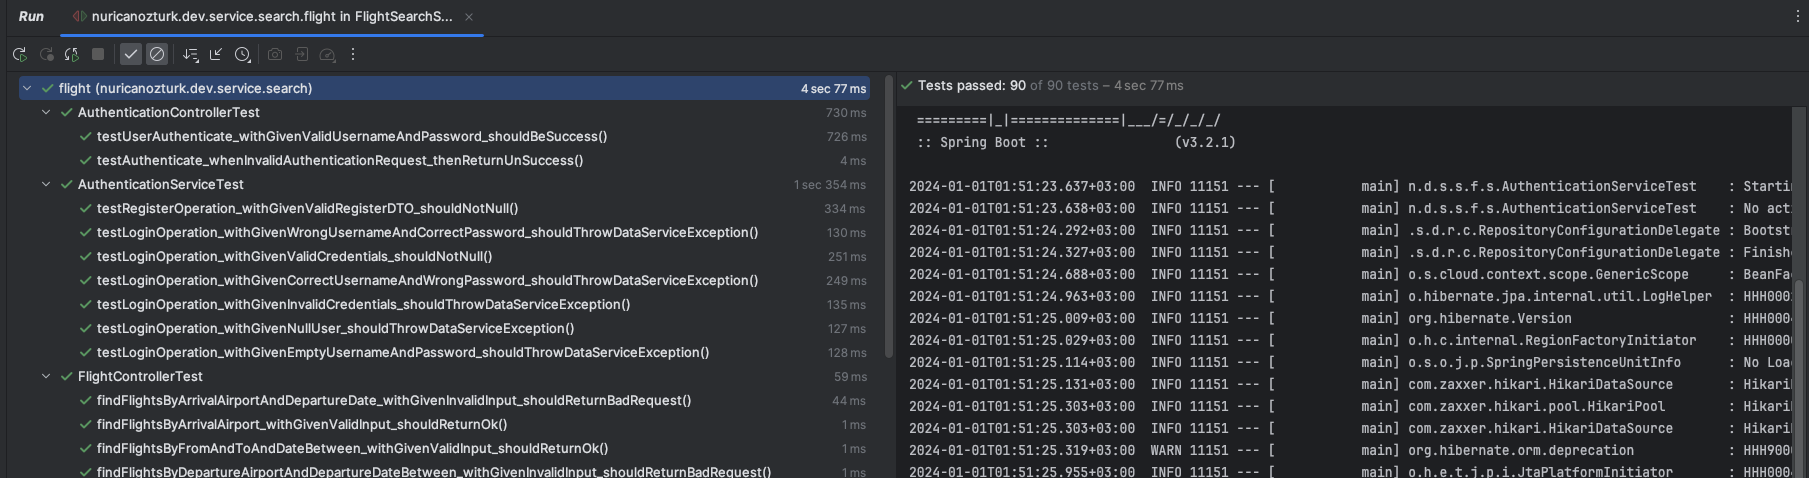 Run nuricanozturk.dev.service.search.flight in FlightSearchS...
flight (nuricanozturk.dev.service.search) 4 sec 77 ms
AuthenticationControllerTest 730 ms
testUserAuthenticate_withGivenValidUsernameAndPassword_shouldBeSuccess() 726 ms
testAuthenticate_whenInvalidAuthenticationRequest_thenReturnUnSuccess() 4 ms
AuthenticationServiceTest 1 sec 354 ms
testRegisterOperation_withGivenValidRegisterDTO_shouldNotNull() 334 ms
testLoginOperation_withGivenWrongUsernameAndCorrectPassword_shouldThrowDataServiceException() 130 ms
testLoginOperation_withGivenValidCredentials_shouldNotNull() 251 ms
testLoginOperation_withGivenCorrectUsernameAndWrongPassword_shouldThrowDataServiceException() 249 ms
testLoginOperation_withGivenInvalidCredentials_shouldThrowDataServiceException() 135 ms
testLoginOperation_withGivenNullUser_shouldThrowDataServiceException() 127 ms
testLoginOperation_withGivenEmptyUsernameAndPassword_shouldThrowDataServiceException() 128 ms
FlightControllerTest 59 ms
findFlightsByArrivalAirportAndDepartureDate_withGivenInvalidInput_shouldReturnBadRequest() 44 ms
findFlightsByArrivalAirport_withGivenValidInput_shouldReturnOk() 1 ms
findFlightsByFromAndToAndDateBetween_withGivenValidInput_shouldReturnOk() 1 ms
findFlightsByDepartureAirportAndDepartureDateBetween_withGivenInvalidInput_shouldReturnBadRequest() 1 ms
Tests passed: 90 of 90 tests – 4 sec 77 ms
=========|_|==============|___/=/_/_/_/
:: Spring Boot :: (v3.2.1)
2024-01-01T01:51:23.637+03:00 INFO 11151 --- [ main] n.d.s.s.f.s.AuthenticationServiceTest : Startin
2024-01-01T01:51:23.638+03:00 INFO 11151 --- [ main] n.d.s.s.f.s.AuthenticationServiceTest : No acti
2024-01-01T01:51:24.292+03:00 INFO 11151 --- [ main] .s.d.r.c.RepositoryConfigurationDelegate : Bootstr
2024-01-01T01:51:24.327+03:00 INFO 11151 --- [ main] .s.d.r.c.RepositoryConfigurationDelegate : Finishe
2024-01-01T01:51:24.688+03:00 INFO 11151 --- [ main] o.s.cloud.context.scope.GenericScope : BeanFac
2024-01-01T01:51:24.963+03:00 INFO 11151 --- [ main] o.hibernate.jpa.internal.util.LogHelper : HHH000
2024-01-01T01:51:25.009+03:00 INFO 11151 --- [ main] org.hibernate.Version : HHH000
2024-01-01T01:51:25.029+03:00 INFO 11151 --- [ main] o.h.c.internal.RegionFactoryInitiator : HHH000
2024-01-01T01:51:25.114+03:00 INFO 11151 --- [ main] o.s.o.j.p.SpringPersistenceUnitInfo : No Loa
2024-01-01T01:51:25.131+03:00 INFO 11151 --- [ main] com.zaxxer.hikari.HikariDataSource : Hikari
2024-01-01T01:51:25.303+03:00 INFO 11151 --- [ main] com.zaxxer.hikari.pool.HikariPool : Hikari
2024-01-01T01:51:25.303+03:00 INFO 11151 --- [ main] com.zaxxer.hikari.HikariDataSource : Hikari
2024-01-01T01:51:25.319+03:00 WARN 11151 --- [ main] org.hibernate.orm.deprecation : HHH900
2024-01-01T01:51:25.955+03:00 INFO 11151 --- [ main] o.h.e.t.j.p.i.JtaPlatformInitiator : HHH000